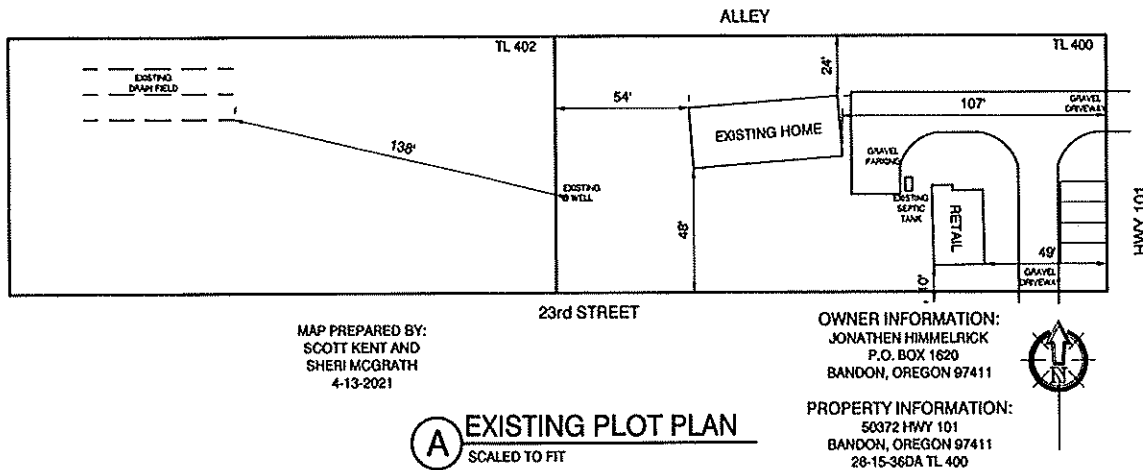 ALLEY
TL 402
TL 400
EXISTING
DRAIN FIELD
54'
24'
107'
GRAVEL
DRIVEWAY
EXISTING HOME
138'
GRAVEL
PARKING
EXISTING
WELL
EXISTING
SEPTIC
TANK
RETAIL
48'
49'
GRAVEL
DRIVEWAY
10'
HWY 101
23rd STREET
MAP PREPARED BY:
SCOTT KENT AND
SHERI MCGRATH
4-13-2021
OWNER INFORMATION:
JONATHEN HIMMELRICK
P.O. BOX 1620
BANDON, OREGON 97411
N
A
EXISTING PLOT PLAN
SCALED TO FIT
PROPERTY INFORMATION:
50372 HWY 101
BANDON, OREGON 97411
28-15-36DA TL 400